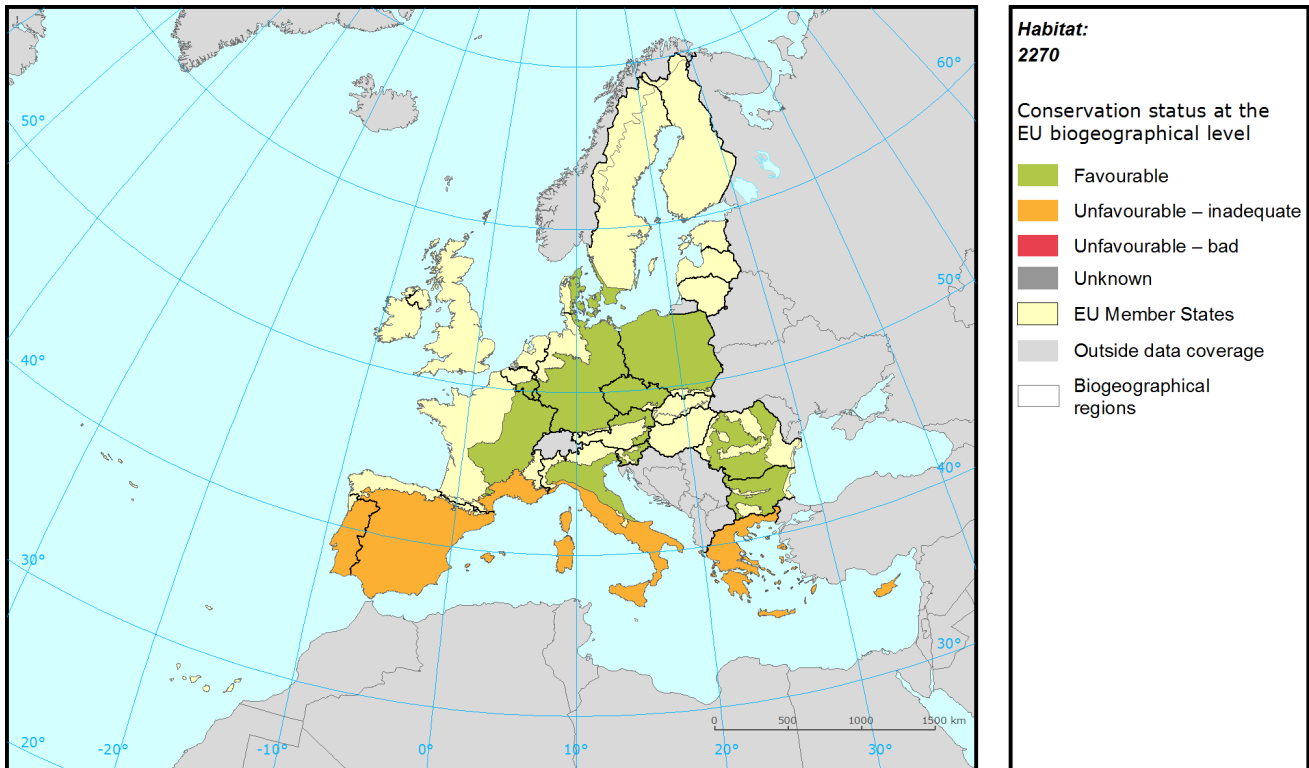 Habitat:
2270
Conservation status at the
EU biogeographical level
Favourable
Unfavourable – inadequate
Unfavourable – bad
Unknown
EU Member States
Outside data coverage
Biogeographical
regions
60°
50°
50°
40°
40°
30°
30°
0 500 1000 1500 km
20° -20° -10° 0° 10° 20° 30°